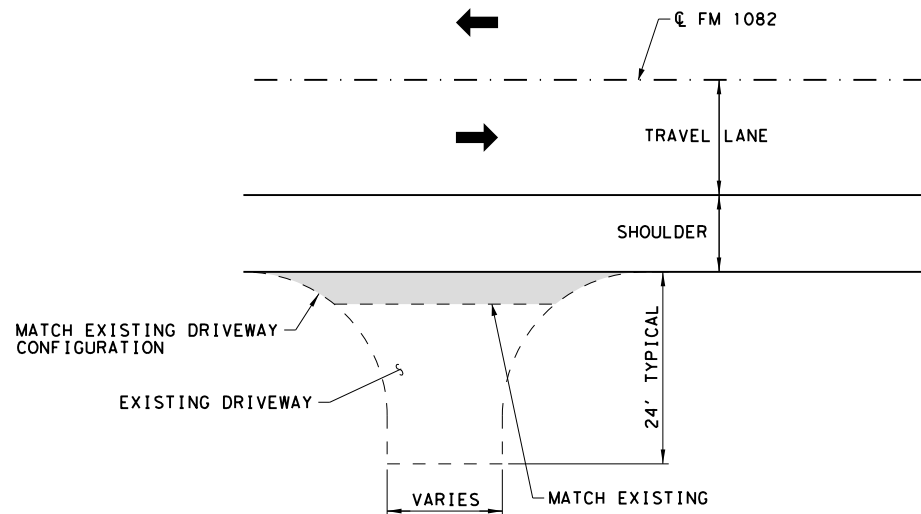 ℄ FM 1082
TRAVEL LANE
SHOULDER
MATCH EXISTING DRIVEWAY
CONFIGURATION
24' TYPICAL
EXISTING DRIVEWAY
VARIES
MATCH EXISTING